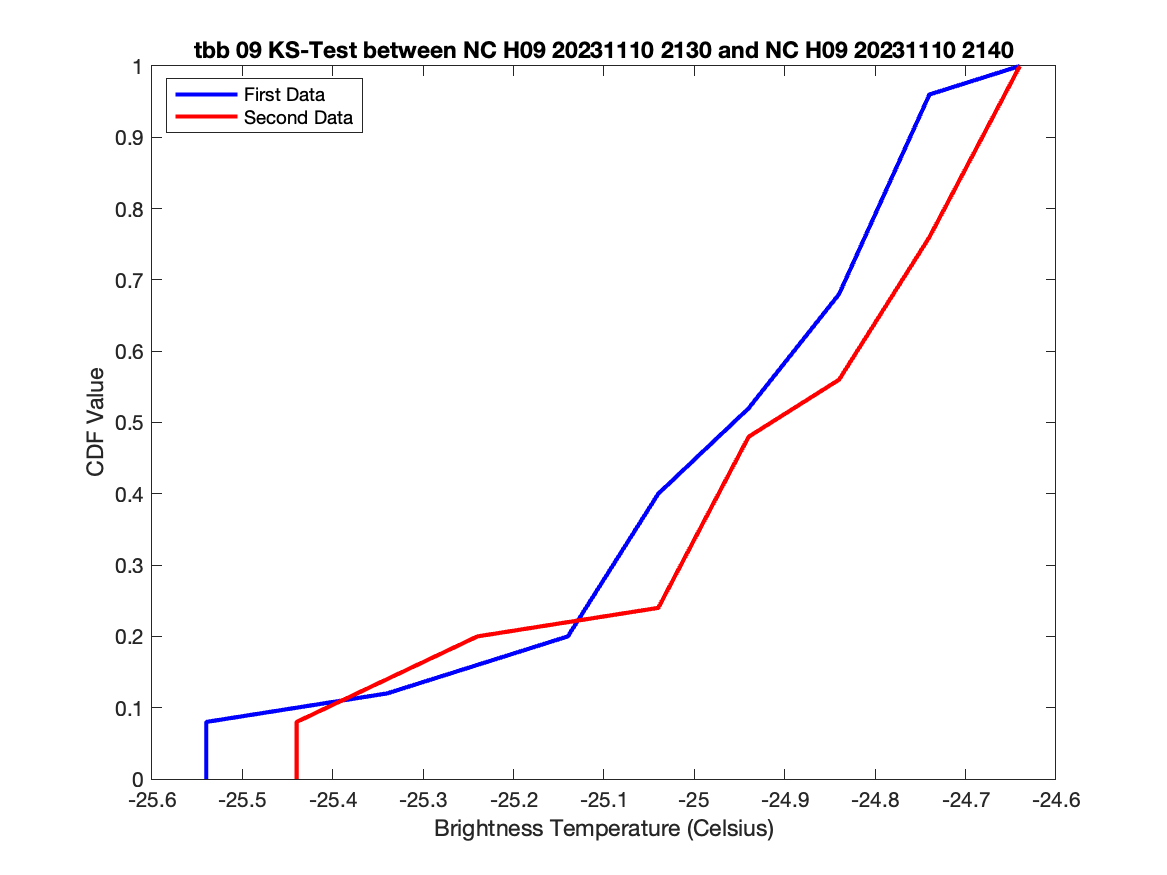 tbb 09 KS-Test between NC H09 20231110 2130 and NC H09 20231110 2140
First Data
Second Data
1
0.9
0.8
0.7
0.6
0.5
0.4
0.3
0.2
0.1
0
CDF Value
-25.6 -25.5 -25.4 -25.3 -25.2 -25.1 -25 -24.9 -24.8 -24.7 -24.6
Brightness Temperature (Celsius)